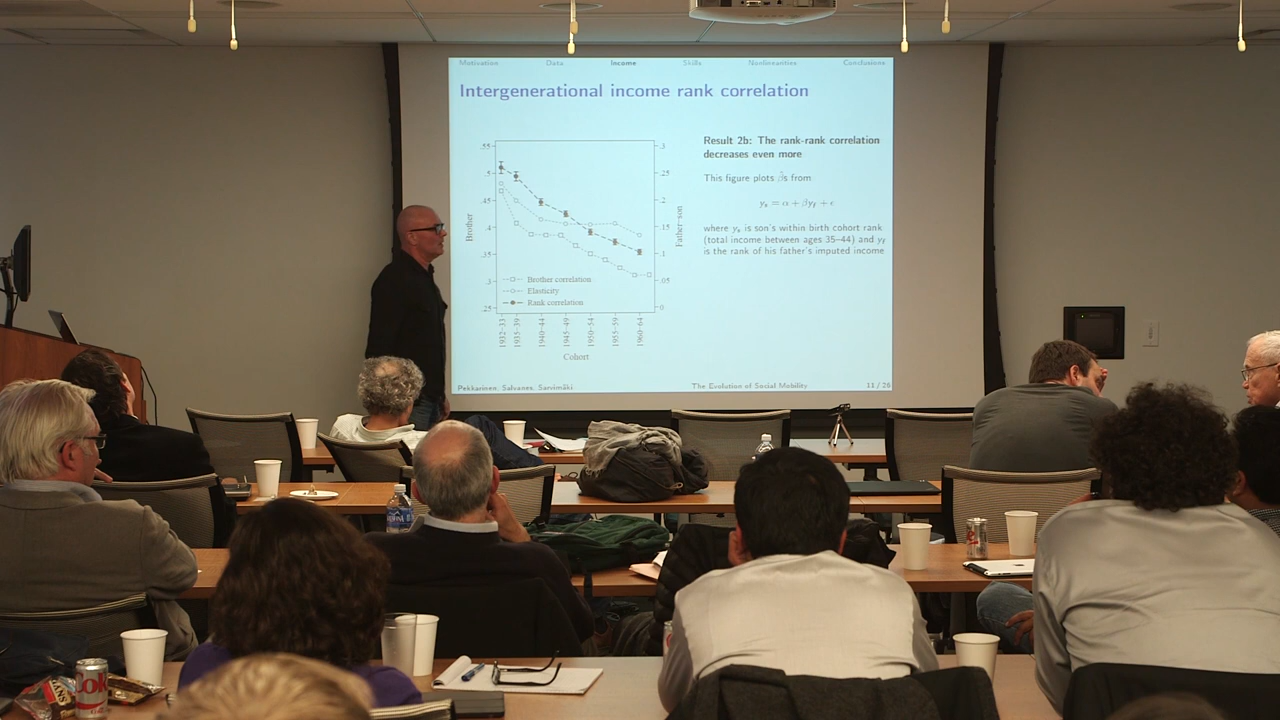 Motivation Data Income Skills Nonlinearities Conclusions
Intergenerational income rank correlation
Result 2b: The rank-rank correlation
decreases even more
This figure plots β̂s from
yₛ = α + βy_f + ϵ
where yₛ is son's within birth cohort rank
(total income between ages 35–44) and y_f
is the rank of his father's imputed income
.55
.5
.45
.4
.35
.3
.25
Brother
.3
.25
.2
.15
.1
.05
0
Father-son
Brother correlation
Elasticity
Rank correlation
1932-33
1935-39
1940-44
1945-49
1950-54
1955-59
1960-64
Cohort
Pekkarinen, Salvanes, Sarvimäki The Evolution of Social Mobility 11 / 26
Coke